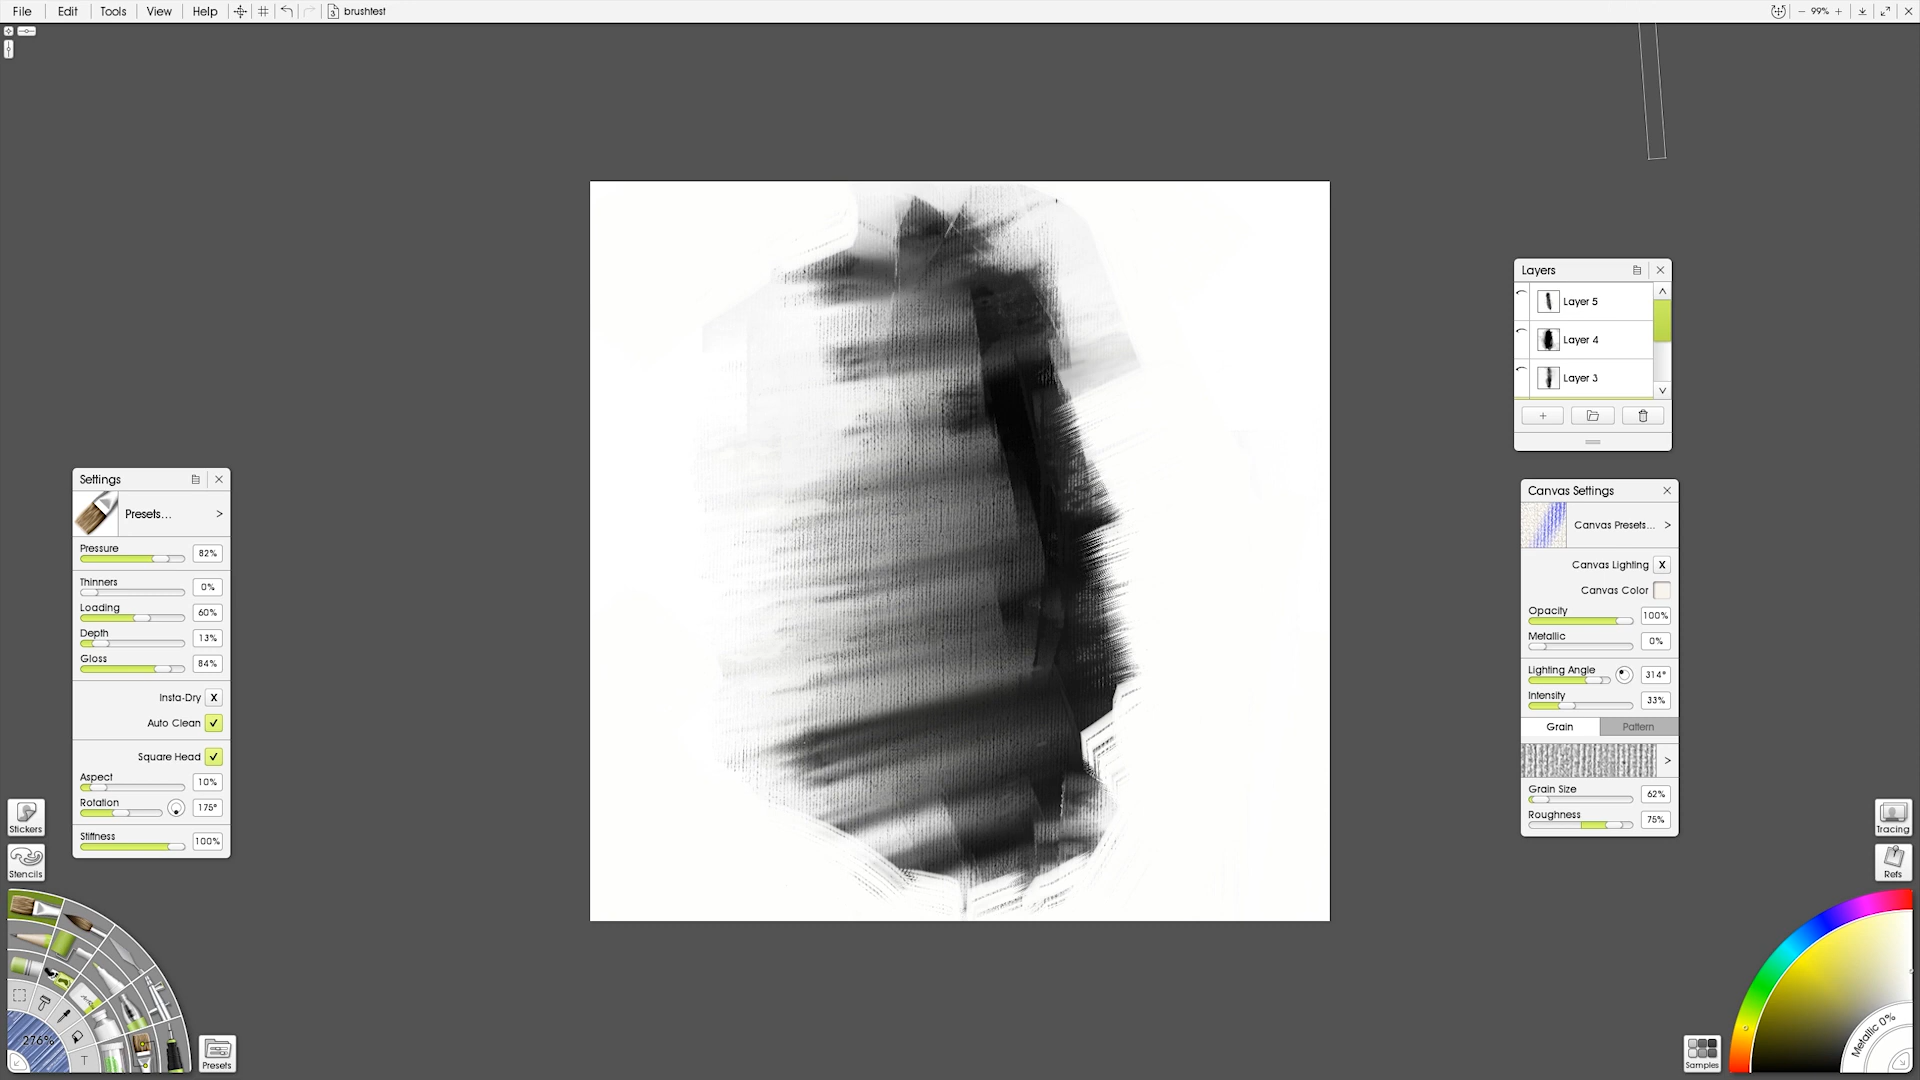 File Edit Tools View Help 3 brushtest 99%
Layers
Layer 5
Layer 4
Layer 3
Settings
Presets...
Pressure 82%
Thinners 0%
Loading 60%
Depth 13%
Gloss 84%
Insta-Dry X
Auto Clean
Square Head
Aspect 10%
Rotation 175°
Stiffness 100%
Canvas Settings
Canvas Presets...
Canvas Lighting X
Canvas Color
Opacity 100%
Metallic 0%
Lighting Angle 314°
Intensity 33%
Grain Pattern
Grain Size 62%
Roughness 75%
Stickers
Stencils
276%
T
Presets
Tracing
Refs
Samples
Metallic 0%